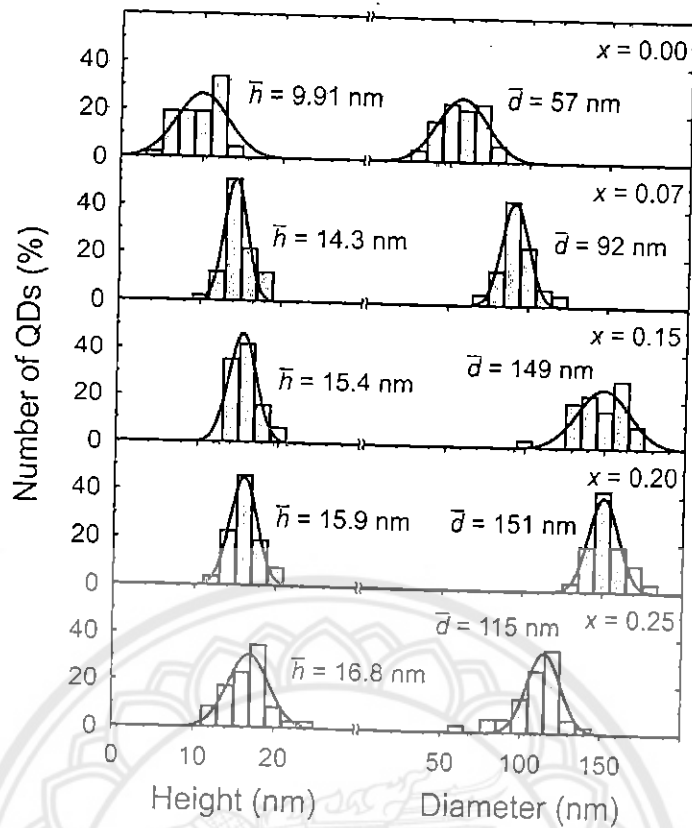 x = 0.00
40
h̅ = 9.91 nm
d̅ = 57 nm
20
0
x = 0.07
40
h̅ = 14.3 nm
d̅ = 92 nm
20
0
x = 0.15
40
h̅ = 15.4 nm
d̅ = 149 nm
20
0
x = 0.20
40
h̅ = 15.9 nm
d̅ = 151 nm
20
0
x = 0.25
40
h̅ = 16.8 nm
d̅ = 115 nm
20
0
0 10 20 50 100 150
Height (nm) Diameter (nm)
Number of QDs (%)